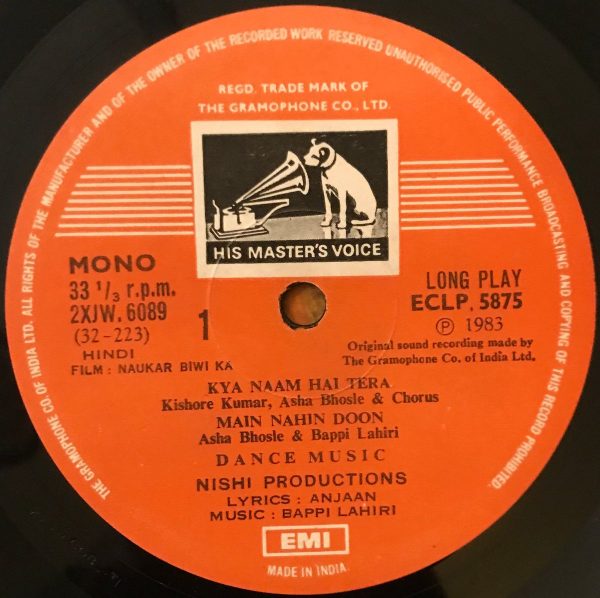 THE GRAMOPHONE CO. OF INDIA LTD. ALL RIGHTS OF THE MANUFACTURER AND OF THE OWNER OF THE RECORDED WORK RESERVED UNAUTHORISED PUBLIC PERFORMANCE BROADCASTING AND COPYING OF THIS RECORD PROHIBITED.
REGD. TRADE MARK OF
THE GRAMOPHONE CO., LTD.
HIS MASTER'S VOICE
MONO
33 1/3 r.p.m.
2XJW. 6089
(32-223)
HINDI
FILM : NAUKAR BIWI KA
1
LONG PLAY
ECLP. 5875
Ⓟ 1983
Original sound recording made by
The Gramophone Co. of India Ltd.
KYA NAAM HAI TERA
Kishore Kumar, Asha Bhosle & Chorus
MAIN NAHIN DOON
Asha Bhosle & Bappi Lahiri
DANCE MUSIC
NISHI PRODUCTIONS
LYRICS : ANJAAN
MUSIC : BAPPI LAHIRI
EMI
MADE IN INDIA.